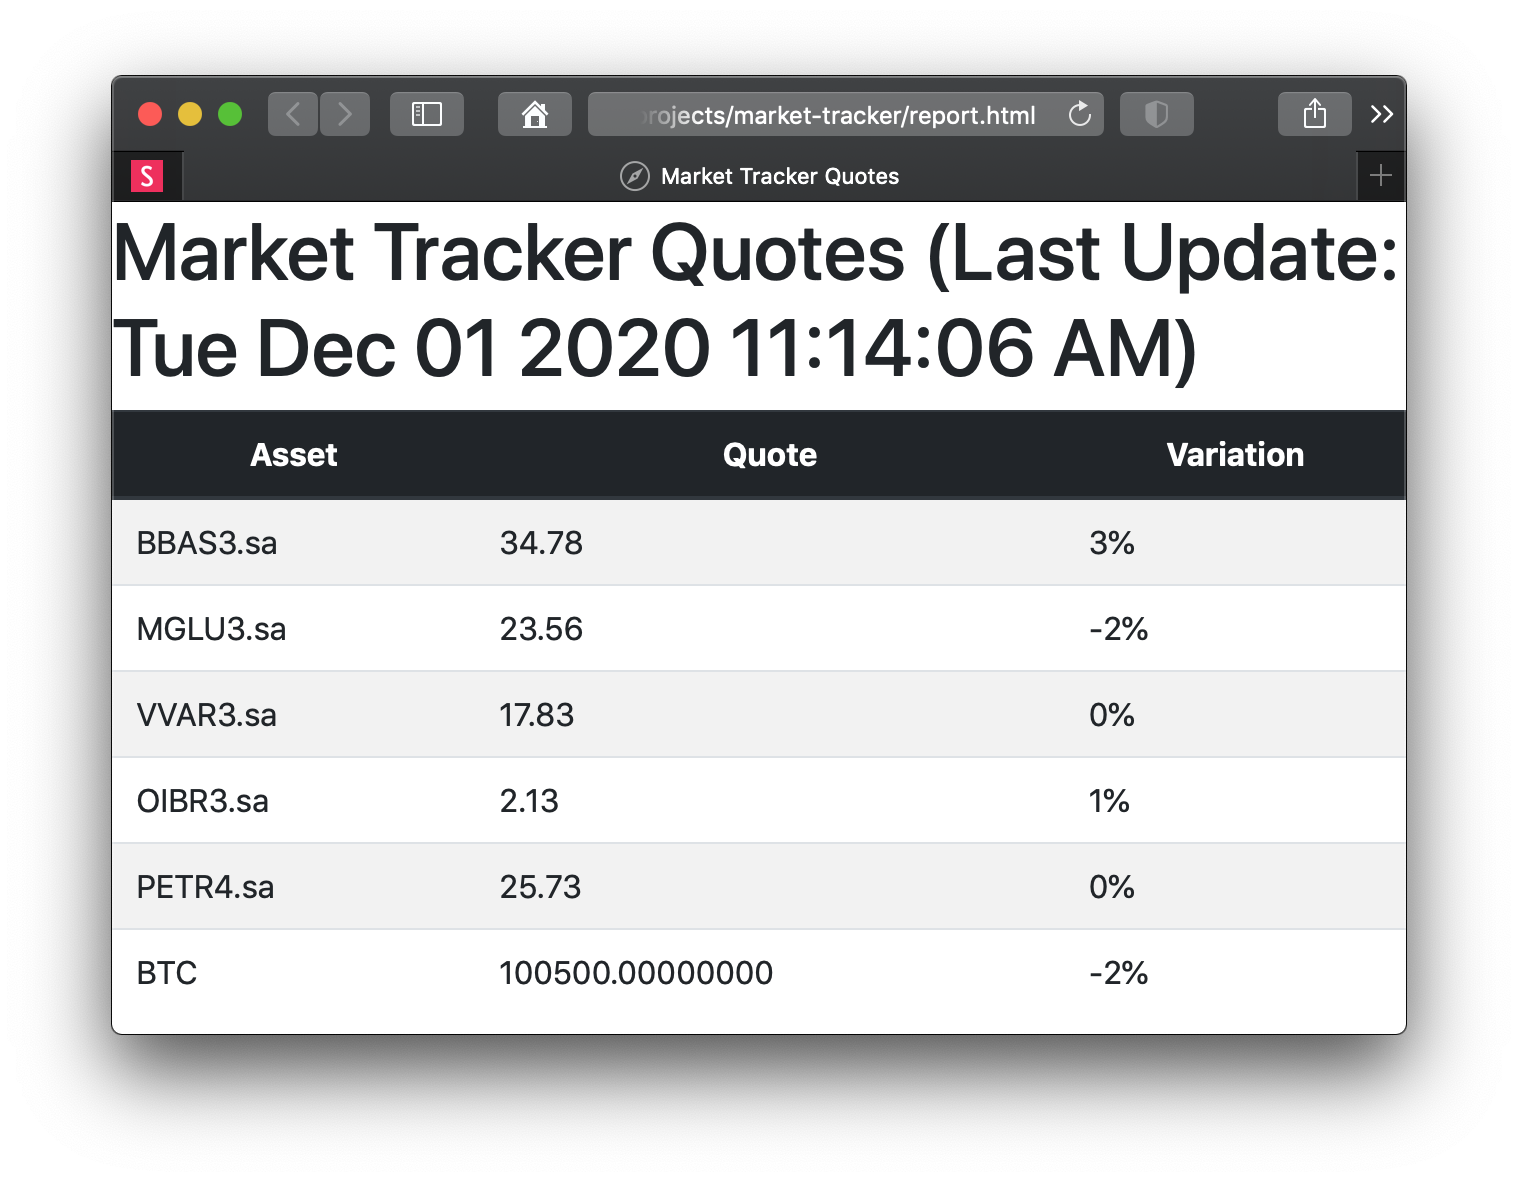 rojects/market-tracker/report.html
S
Market Tracker Quotes
Market Tracker Quotes (Last Update:
Tue Dec 01 2020 11:14:06 AM)
Asset Quote Variation
BBAS3.sa 34.78 3%
MGLU3.sa 23.56 -2%
VVAR3.sa 17.83 0%
OIBR3.sa 2.13 1%
PETR4.sa 25.73 0%
BTC 100500.00000000 -2%